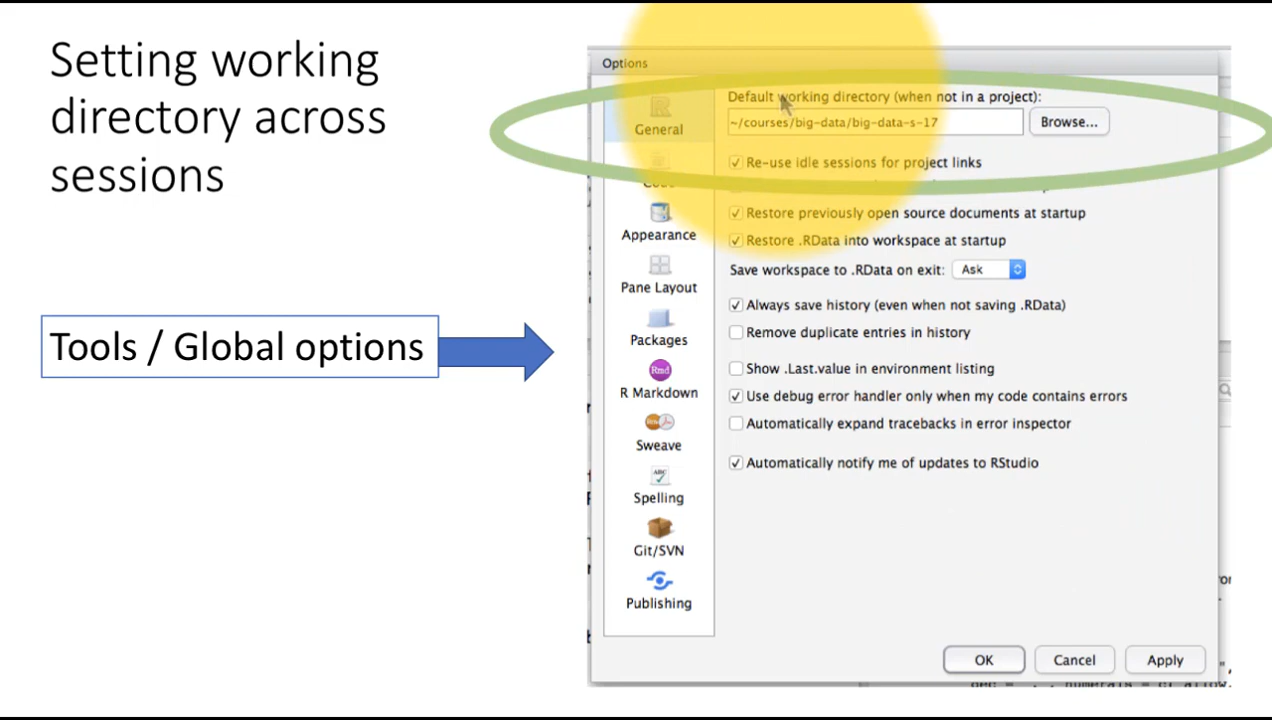 Setting working
directory across
sessions
Tools / Global options
Options
General
Code
Appearance
Pane Layout
Packages
R Markdown
Sweave
Spelling
Git/SVN
Publishing
Default working directory (when not in a project):
~/courses/big-data/big-data-s-17
Browse...
Re-use idle sessions for project links
Restore previously open source documents at startup
Restore .RData into workspace at startup
Save workspace to .RData on exit: Ask
Always save history (even when not saving .RData)
Remove duplicate entries in history
Show .Last.value in environment listing
Use debug error handler only when my code contains errors
Automatically expand tracebacks in error inspector
Automatically notify me of updates to RStudio
OK
Cancel
Apply